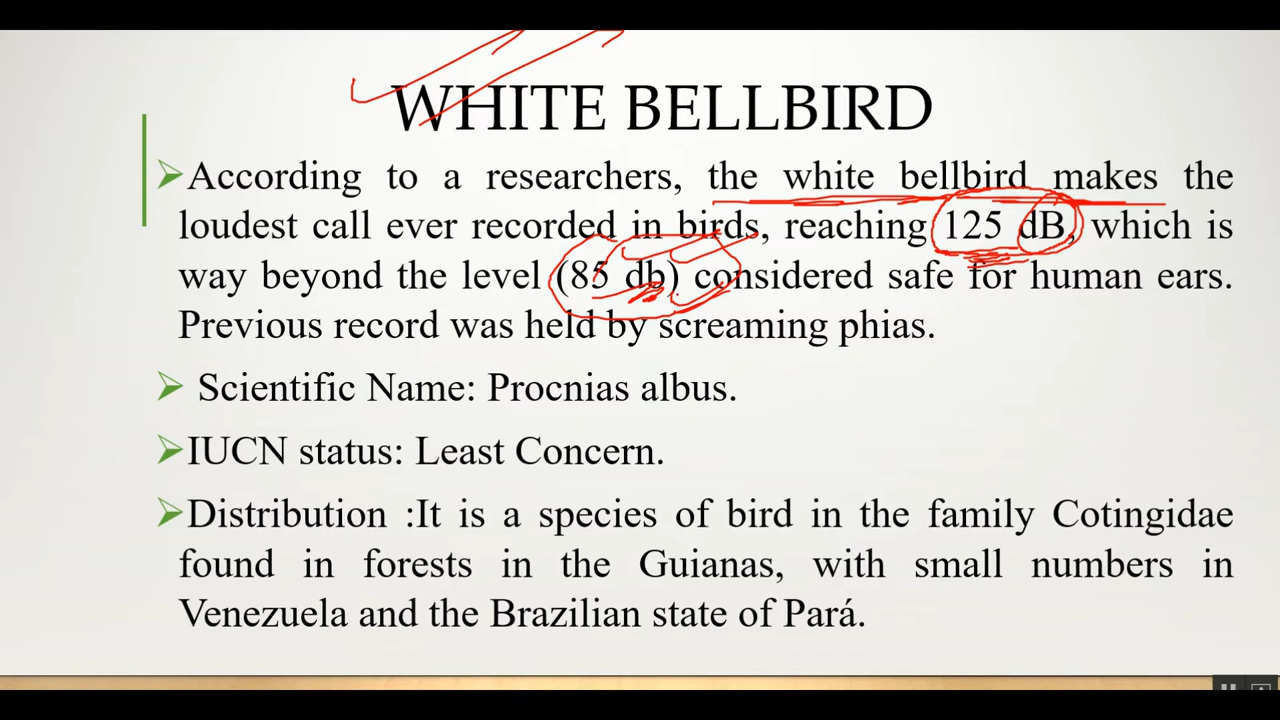 WHITE BELLBIRD
According to a researchers, the white bellbird makes the
loudest call ever recorded in birds, reaching 125 dB, which is
way beyond the level (85 db) considered safe for human ears.
Previous record was held by screaming phias.
Scientific Name: Procnias albus.
IUCN status: Least Concern.
Distribution :It is a species of bird in the family Cotingidae
found in forests in the Guianas, with small numbers in
Venezuela and the Brazilian state of Pará.